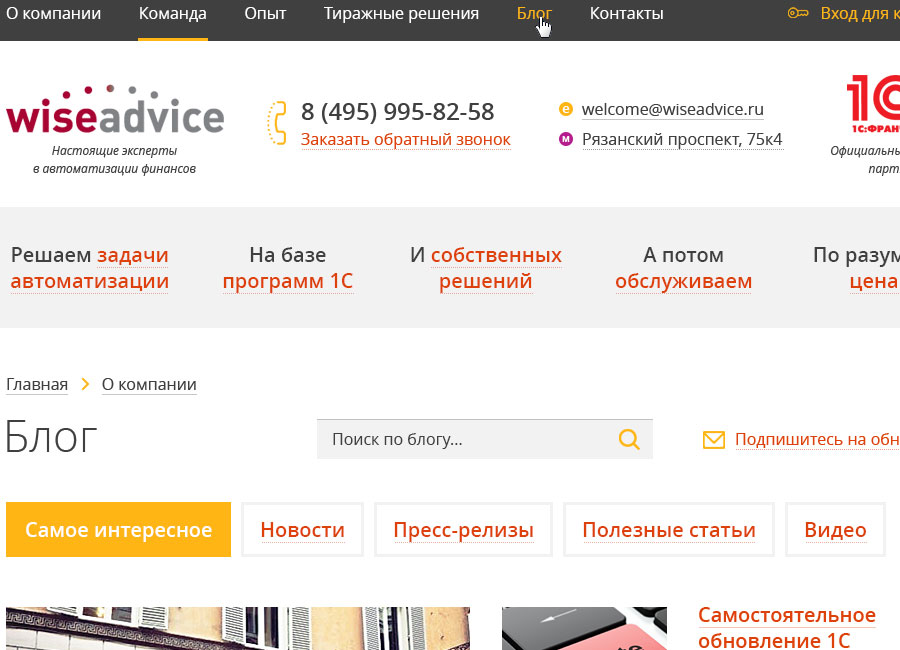 О компании Команда Опыт Тиражные решения Блог Контакты Вход для к
wiseadvice
Настоящие эксперты
в автоматизации финансов
8 (495) 995-82-58
Заказать обратный звонок
e welcome@wiseadvice.ru
м Рязанский проспект, 75к4
1С
1С:ФРАН
Официальнь
парт
Решаем задачи
автоматизации
На базе
программ 1С
И собственных
решений
А потом
обслуживаем
По разум
цена
Главная О компании
Блог
Поиск по блогу...
Подпишитесь на обн
Самое интересное Новости Пресс-релизы Полезные статьи Видео
Самостоятельное
обновление 1С